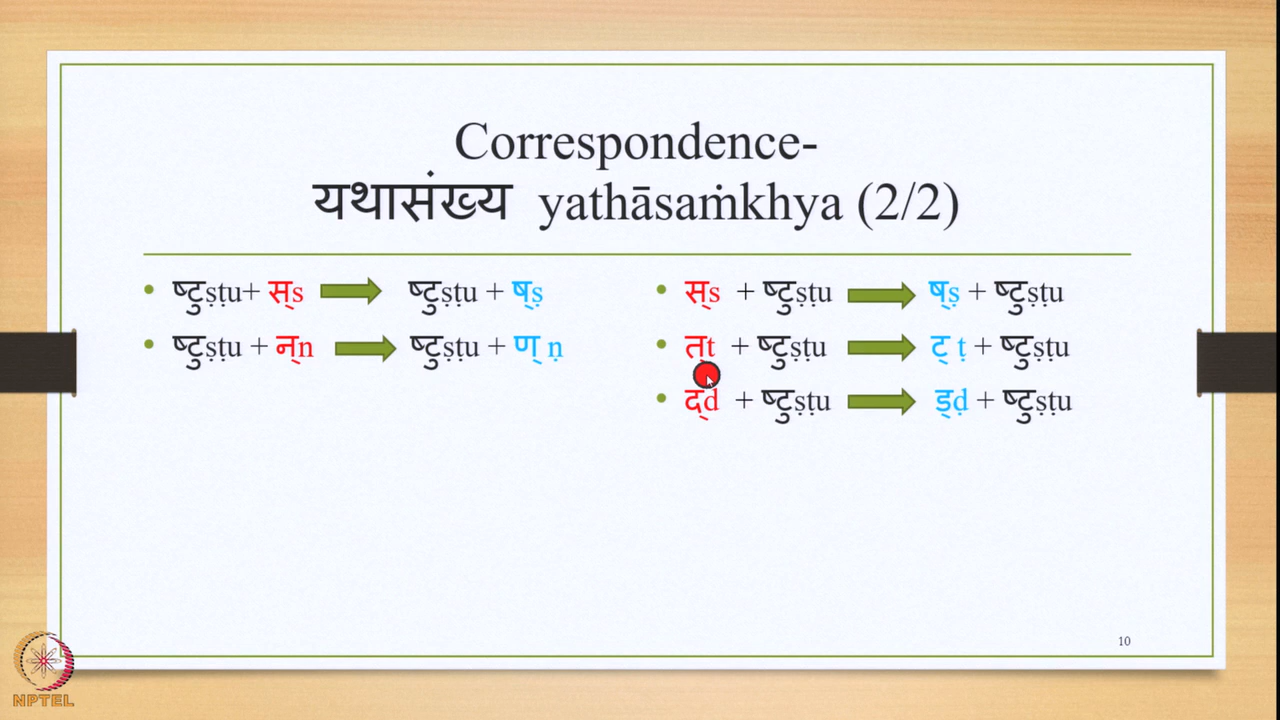 Correspondence-
यथासंख्य yathāsaṁkhya (2/2)
• ष्टुṣṭu+ स्s ष्टुṣṭu + ष्ṣ
• ष्टुṣṭu + न्n ष्टुṣṭu + ण् ṇ
• स्s + ष्टुṣṭu ष्ṣ + ष्टुṣṭu
• त्t + ष्टुṣṭu ट् ṭ + ष्टुṣṭu
• द्d + ष्टुṣṭu ड्ḍ + ष्टुṣṭu
10
NPTEL